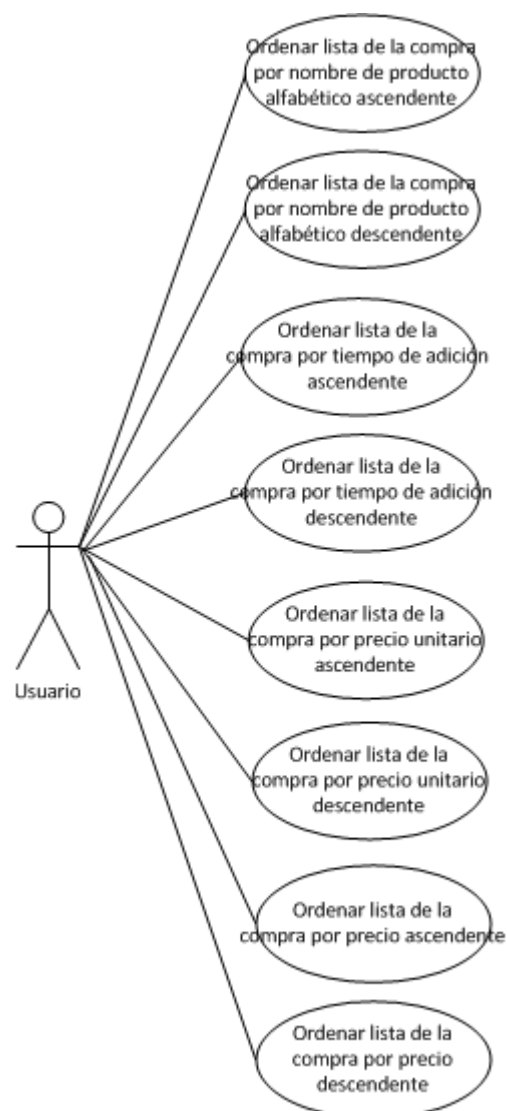 Ordenar lista de la compra
por nombre de producto
alfabético ascendente
Ordenar lista de la compra
por nombre de producto
alfabético descendente
Ordenar lista de la
compra por tiempo de adición
ascendente
Ordenar lista de la
compra por tiempo de adición
descendente
Ordenar lista de la
compra por precio unitario
ascendente
Usuario
Ordenar lista de la
compra por precio unitario
descendente
Ordenar lista de la
compra por precio ascendente
Ordenar lista de la
compra por precio
descendente